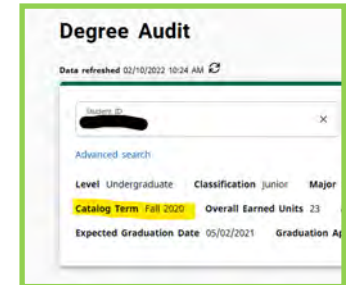 Degree Audit
Data refreshed 02/10/2022 10:24 AM
Student ID
×
Advanced search
Level Undergraduate Classification Junior Major
Catalog Term Fall 2020 Overall Earned Units 23
Expected Graduation Date 05/02/2021 Graduation Ap